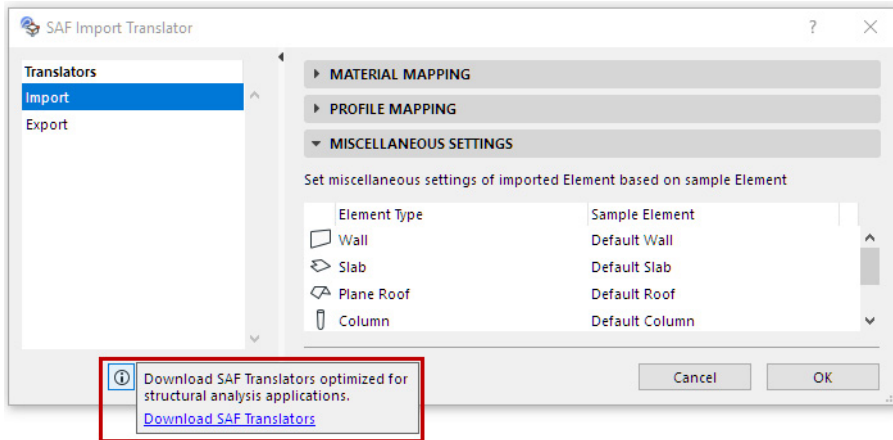 SAF Import Translator
Translators
Import
Export
MATERIAL MAPPING
PROFILE MAPPING
MISCELLANEOUS SETTINGS
Set miscellaneous settings of imported Element based on sample Element
Element Type Sample Element
Wall Default Wall
Slab Default Slab
Plane Roof Default Roof
Column Default Column
Download SAF Translators optimized for
structural analysis applications.
Download SAF Translators
Cancel OK